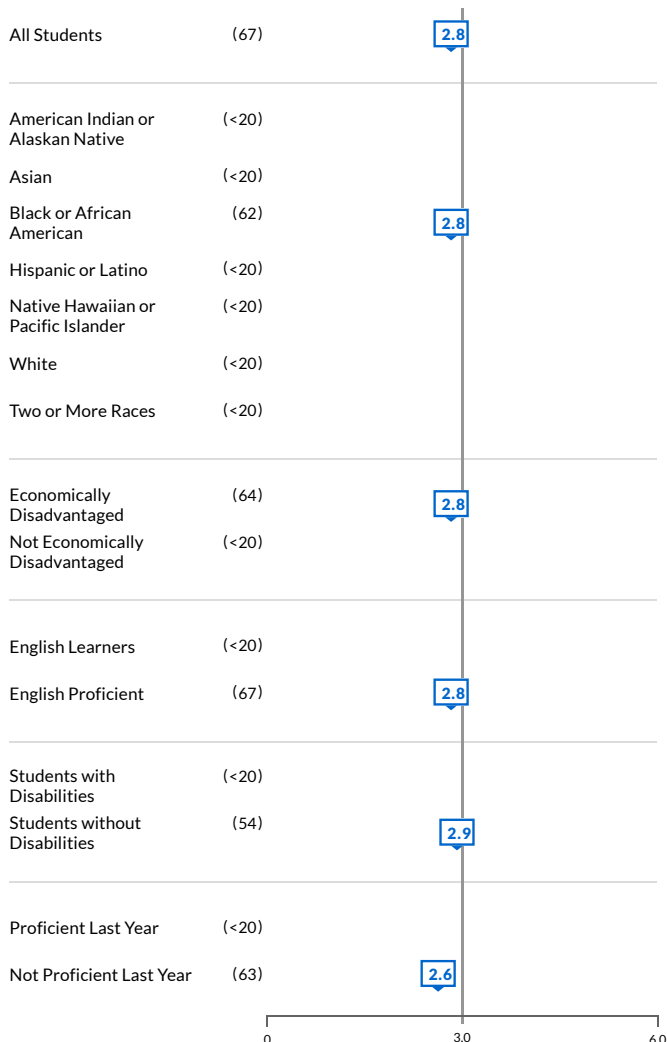 All Students (67) 2.8
American Indian or (<20)
Alaskan Native
Asian (<20)
Black or African (62) 2.8
American
Hispanic or Latino (<20)
Native Hawaiian or (<20)
Pacific Islander
White (<20)
Two or More Races (<20)
Economically (64) 2.8
Disadvantaged
Not Economically (<20)
Disadvantaged
English Learners (<20)
English Proficient (67) 2.8
Students with (<20)
Disabilities
Students without (54) 2.9
Disabilities
Proficient Last Year (<20)
Not Proficient Last Year (63) 2.6
0 3.0 6.0